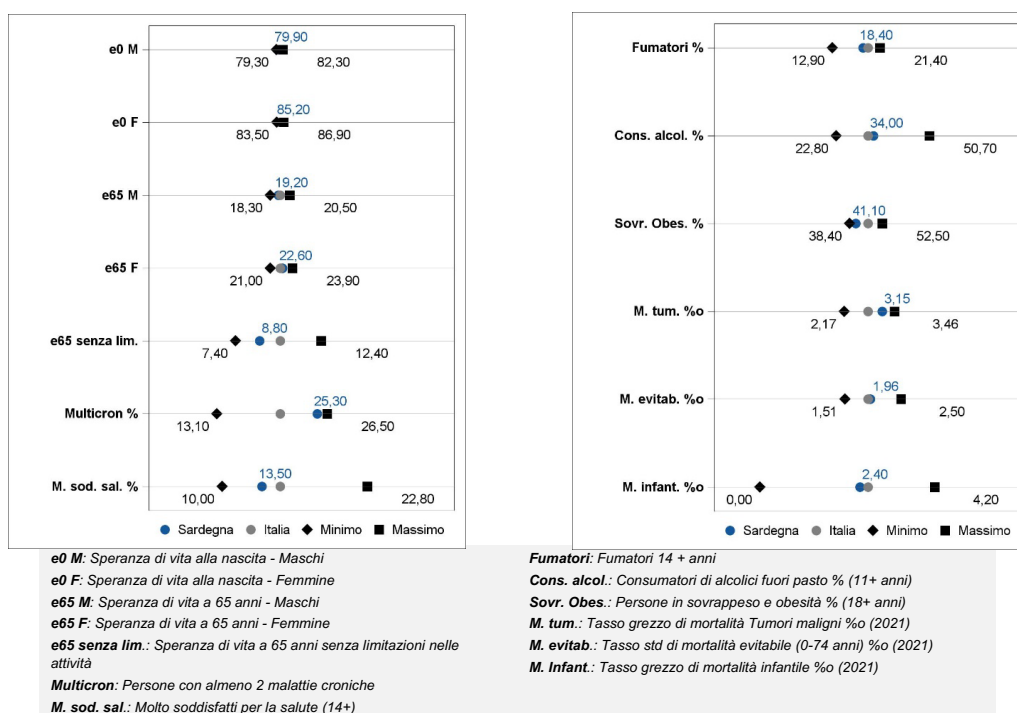 79,90
e0 M
79,30 82,30
85,20
e0 F
83,50 86,90
19,20
e65 M
18,30 20,50
22,60
e65 F
21,00 23,90
8,80
e65 senza lim.
7,40 12,40
25,30
Multicron %
13,10 26,50
13,50
M. sod. sal. %
10,00 22,80
Sardegna Italia Minimo Massimo
18,40
Fumatori %
12,90 21,40
34,00
Cons. alcol. %
22,80 50,70
41,10
Sovr. Obes. %
38,40 52,50
3,15
M. tum. %o
2,17 3,46
1,96
M. evitab. %o
1,51 2,50
2,40
M. infant. %o
0,00 4,20
Sardegna Italia Minimo Massimo
e0 M: Speranza di vita alla nascita - Maschi
e0 F: Speranza di vita alla nascita - Femmine
e65 M: Speranza di vita a 65 anni - Maschi
e65 F: Speranza di vita a 65 anni - Femmine
e65 senza lim.: Speranza di vita a 65 anni senza limitazioni nelle
attività
Multicron: Persone con almeno 2 malattie croniche
M. sod. sal.: Molto soddisfatti per la salute (14+)
Fumatori: Fumatori 14 + anni
Cons. alcol.: Consumatori di alcolici fuori pasto % (11+ anni)
Sovr. Obes.: Persone in sovrappeso e obesità % (18+ anni)
M. tum.: Tasso grezzo di mortalità Tumori maligni %o (2021)
M. evitab.: Tasso std di mortalità evitabile (0-74 anni) %o (2021)
M. Infant.: Tasso grezzo di mortalità infantile %o (2021)